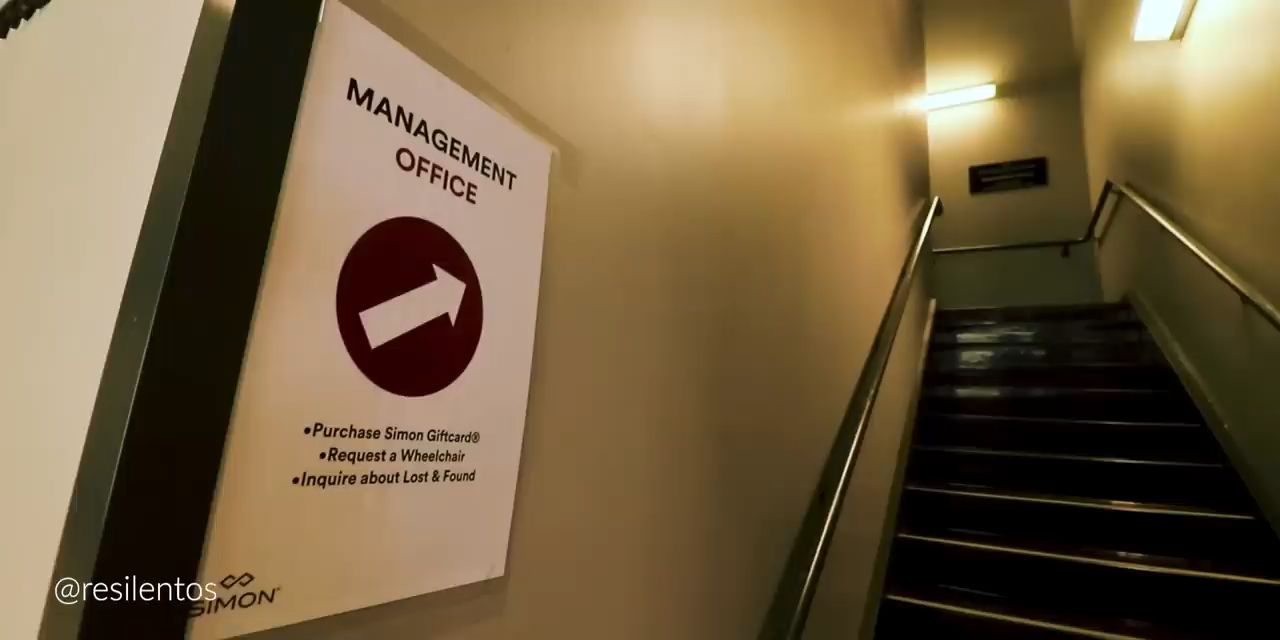 MANAGEMENT
OFFICE
•Purchase Simon Giftcard®
•Request a Wheelchair
•Inquire about Lost & Found
@resilentos
SIMON